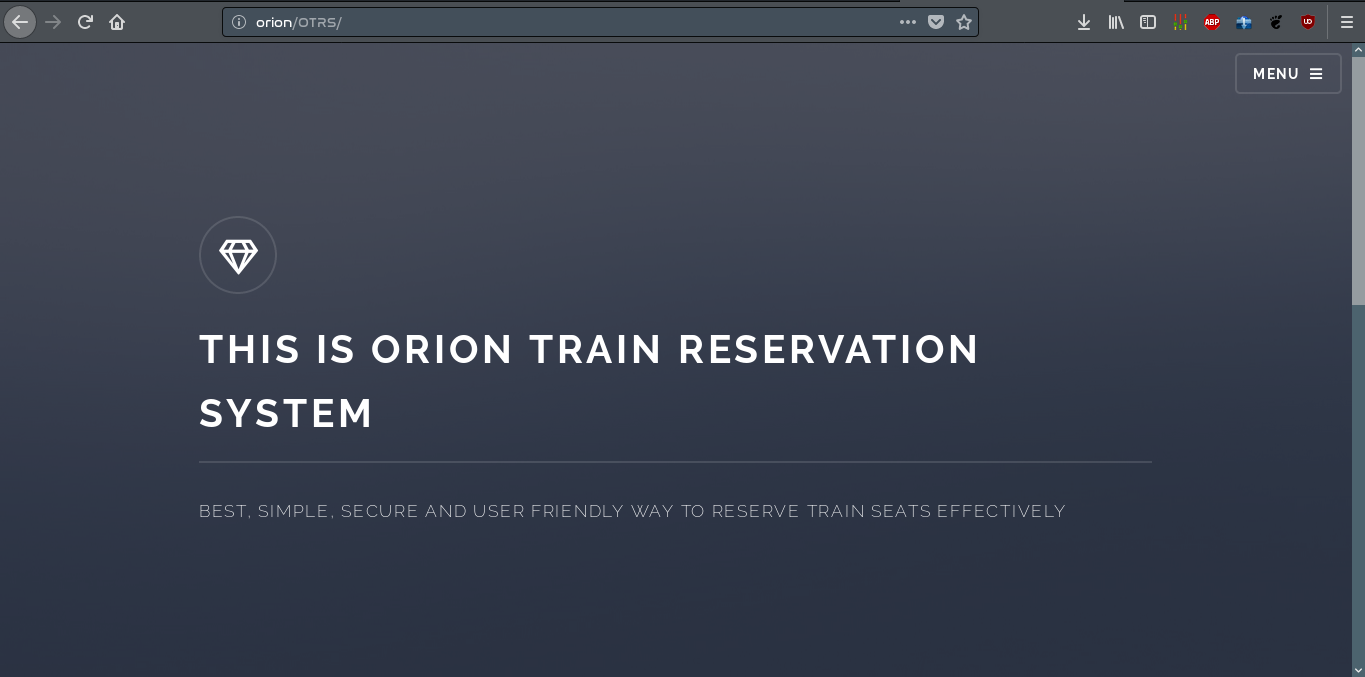 orion/OTRS/
ABP
MENU
THIS IS ORION TRAIN RESERVATION
SYSTEM
BEST, SIMPLE, SECURE AND USER FRIENDLY WAY TO RESERVE TRAIN SEATS EFFECTIVELY